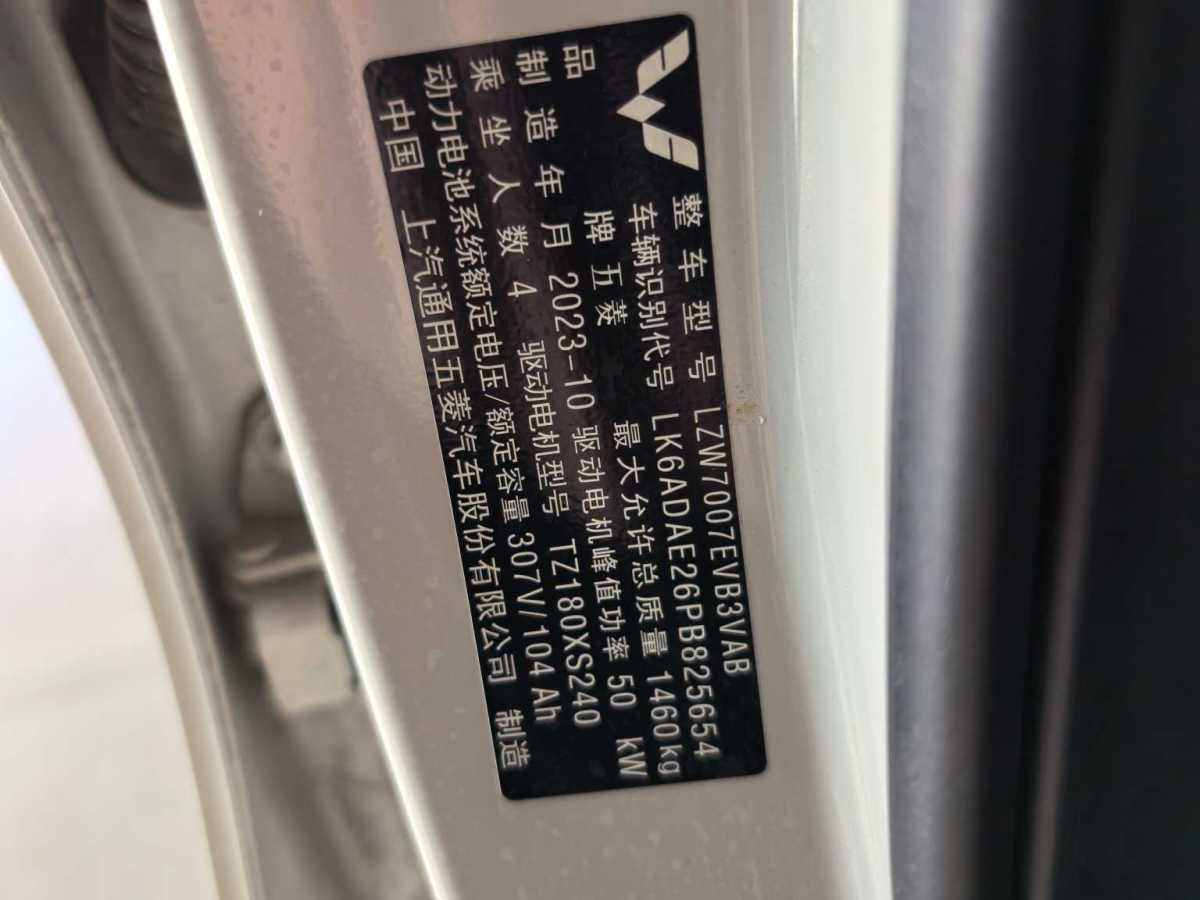 整车型号 LZW7007EVB3VAB
车辆识别代号 LK6ADAE26PB825654
品牌 五菱 最大允许总质量 1460kg
制造年月 2023-10 驱动电机峰值功率 50 kW
乘坐人数 4 驱动电机型号 TZ180XS240
动力电池系统额定电压/额定容量 307V/104Ah
中国 上汽通用五菱汽车股份有限公司 制造